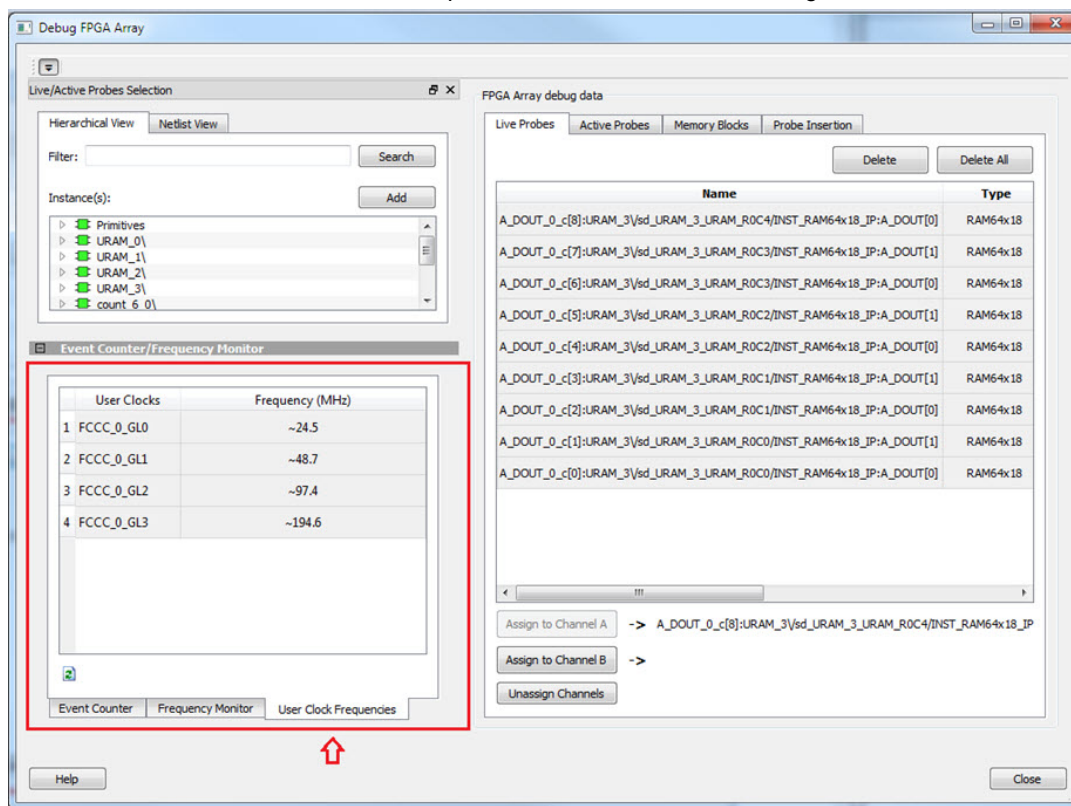 Debug FPGA Array
Live/Active Probes Selection
Hierarchical View Netlist View
Filter: Search
Instance(s): Add
Primitives
URAM_0\
URAM_1\
URAM_2\
URAM_3\
count_6_0\
Event Counter/Frequency Monitor
User Clocks Frequency (MHz)
1 FCCC_0_GL0 ~24.5
2 FCCC_0_GL1 ~48.7
3 FCCC_0_GL2 ~97.4
4 FCCC_0_GL3 ~194.6
Event Counter Frequency Monitor User Clock Frequencies
FPGA Array debug data
Live Probes Active Probes Memory Blocks Probe Insertion
Delete Delete All
Name Type
A_DOUT_0_c[8]:URAM_3\/sd_URAM_3_URAM_R0C4/INST_RAM64x18_IP:A_DOUT[0] RAM64x18
A_DOUT_0_c[7]:URAM_3\/sd_URAM_3_URAM_R0C3/INST_RAM64x18_IP:A_DOUT[1] RAM64x18
A_DOUT_0_c[6]:URAM_3\/sd_URAM_3_URAM_R0C3/INST_RAM64x18_IP:A_DOUT[0] RAM64x18
A_DOUT_0_c[5]:URAM_3\/sd_URAM_3_URAM_R0C2/INST_RAM64x18_IP:A_DOUT[1] RAM64x18
A_DOUT_0_c[4]:URAM_3\/sd_URAM_3_URAM_R0C2/INST_RAM64x18_IP:A_DOUT[0] RAM64x18
A_DOUT_0_c[3]:URAM_3\/sd_URAM_3_URAM_R0C1/INST_RAM64x18_IP:A_DOUT[1] RAM64x18
A_DOUT_0_c[2]:URAM_3\/sd_URAM_3_URAM_R0C1/INST_RAM64x18_IP:A_DOUT[0] RAM64x18
A_DOUT_0_c[1]:URAM_3\/sd_URAM_3_URAM_R0C0/INST_RAM64x18_IP:A_DOUT[1] RAM64x18
A_DOUT_0_c[0]:URAM_3\/sd_URAM_3_URAM_R0C0/INST_RAM64x18_IP:A_DOUT[0] RAM64x18
Assign to Channel A -> A_DOUT_0_c[8]:URAM_3\/sd_URAM_3_URAM_R0C4/INST_RAM64x18_IP
Assign to Channel B ->
Unassign Channels
Help Close